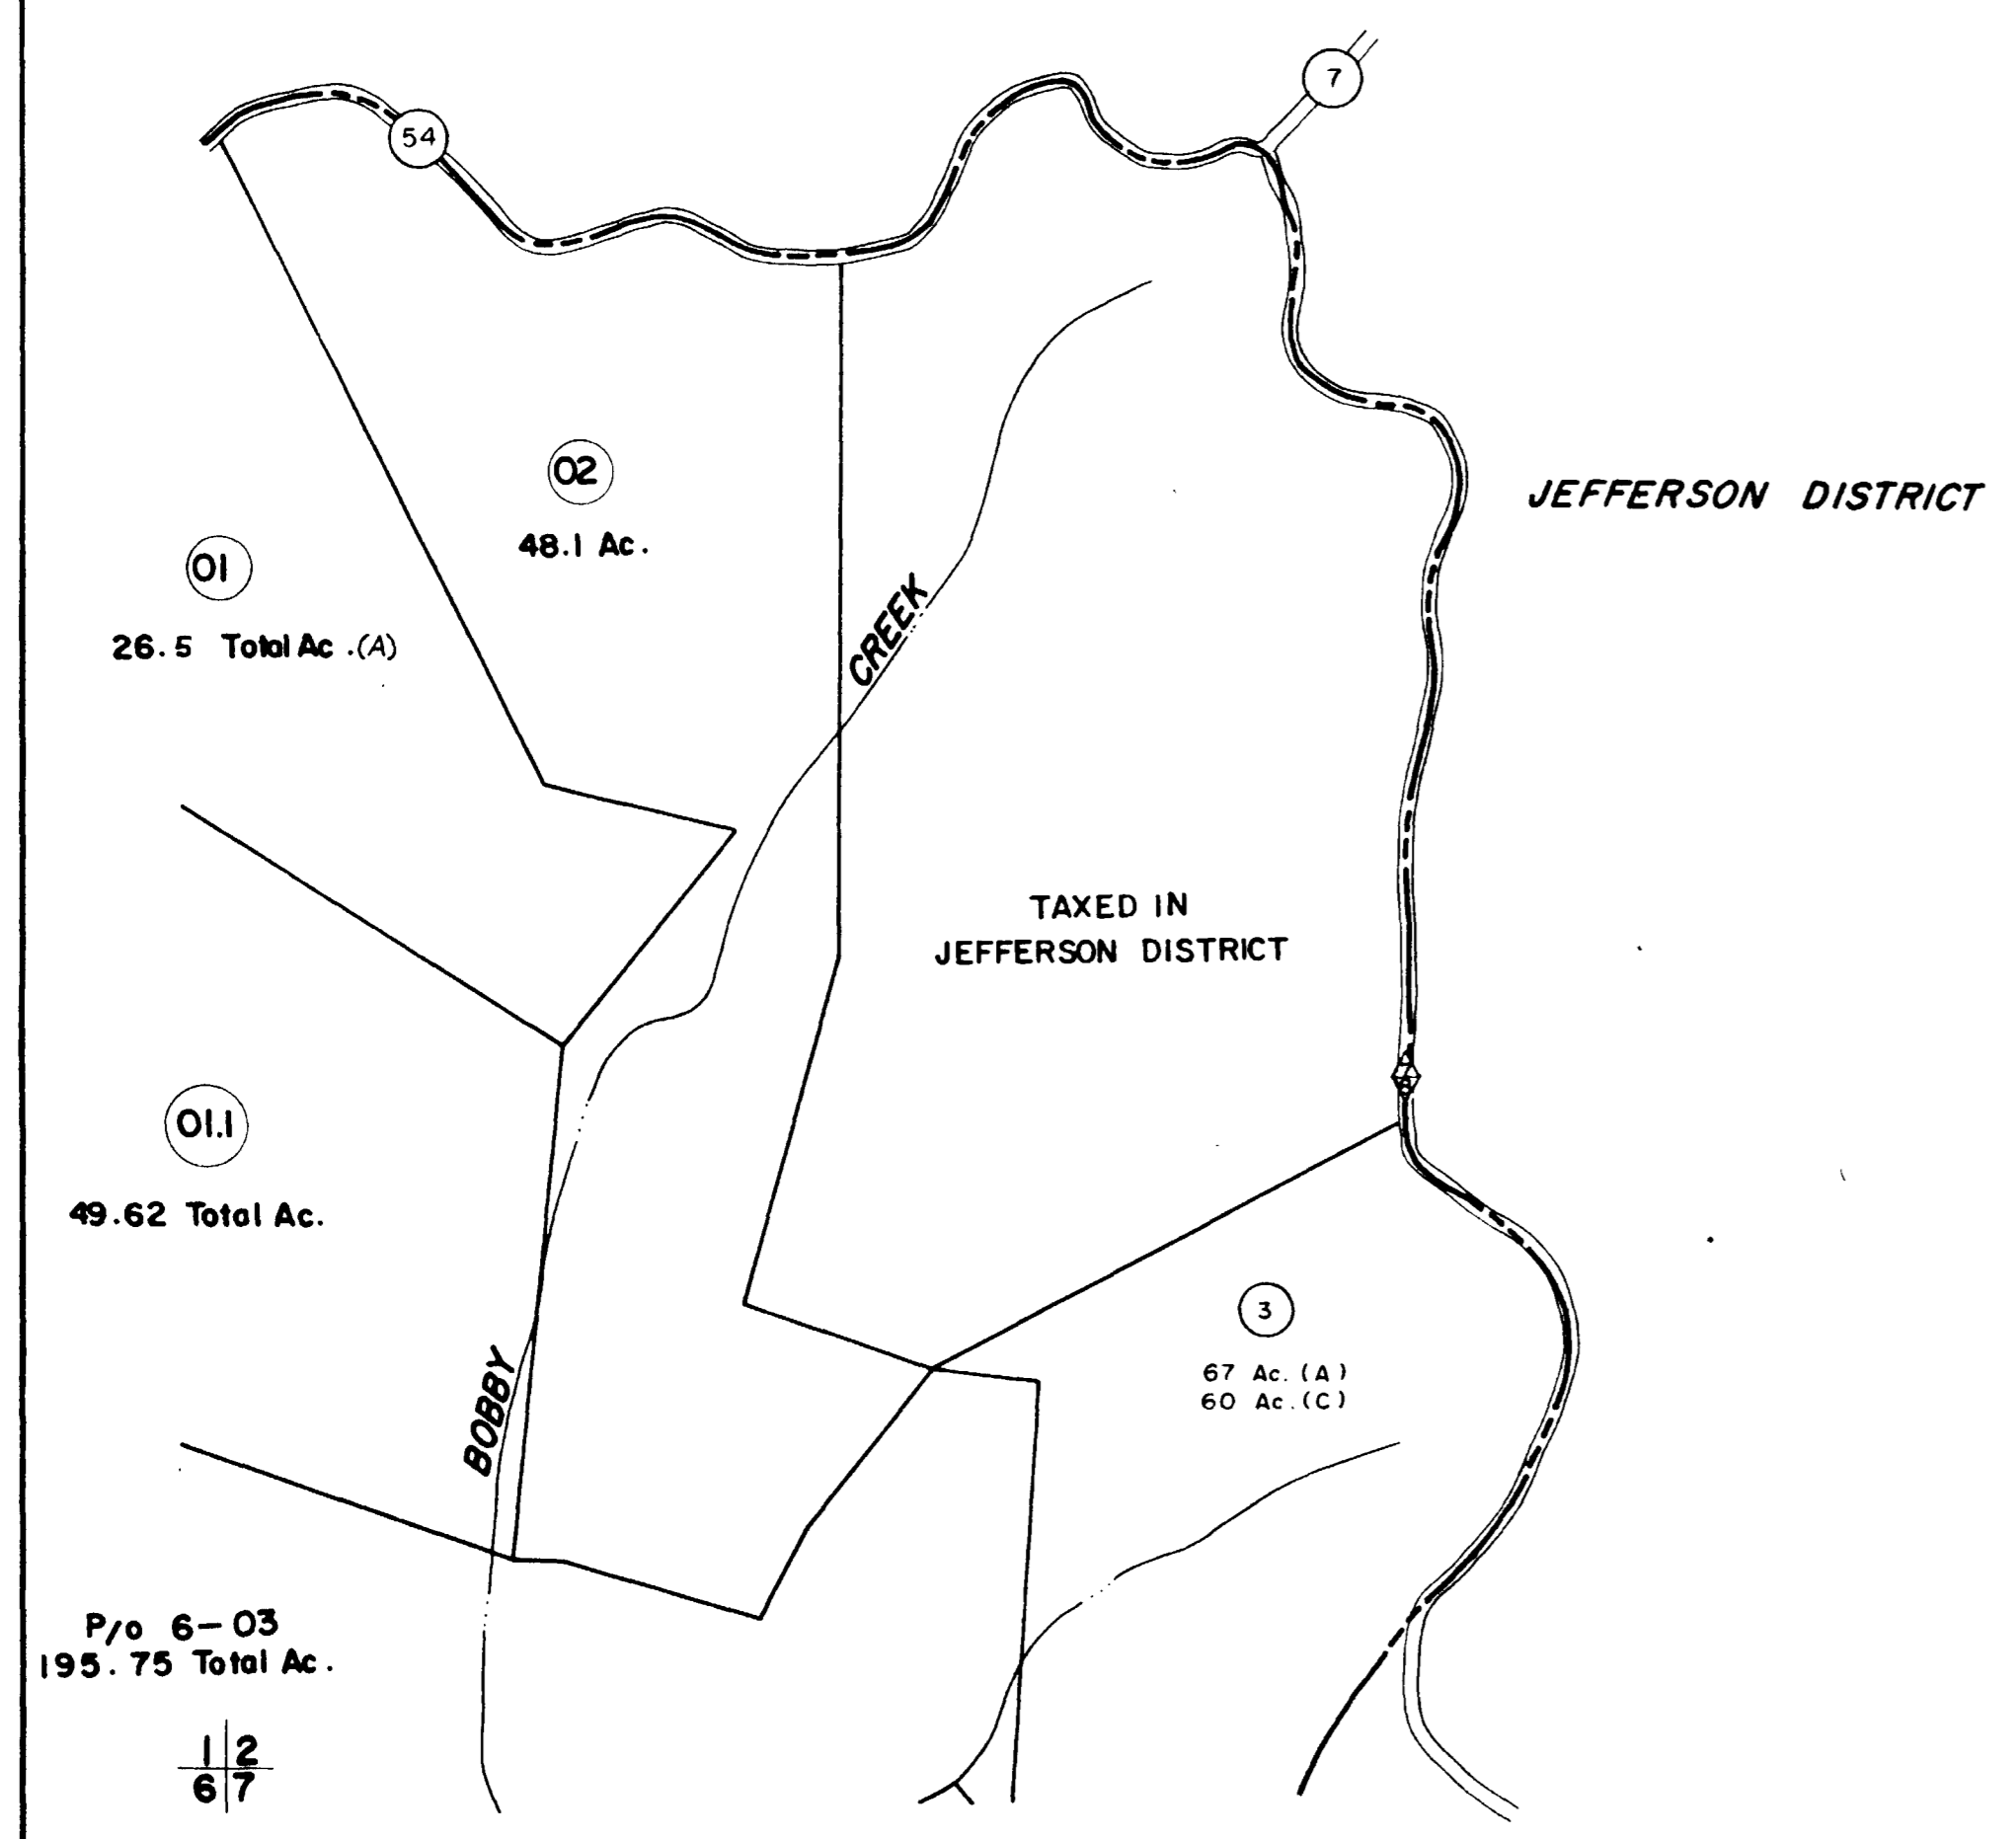 7
54
02
48.1 Ac.
JEFFERSON DISTRICT
01
26.5 Total Ac.(A)
CREEK
TAXED IN
JEFFERSON DISTRICT
01.1
49.62 Total Ac.
3
67 Ac. (A)
60 Ac. (C)
BOBBY
P/o 6-03
195.75 Total Ac.
1 2
6 7